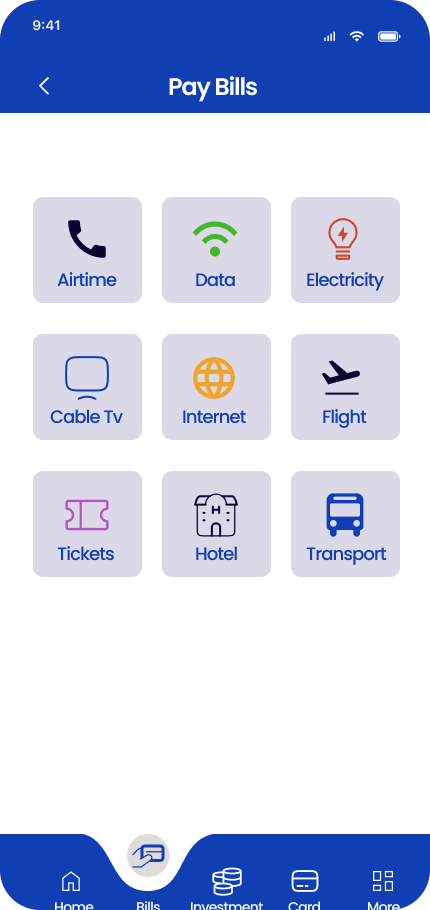 9:41
Pay Bills
Airtime Data Electricity
Cable Tv Internet Flight
Tickets Hotel Transport
Home Bills Investment Card More